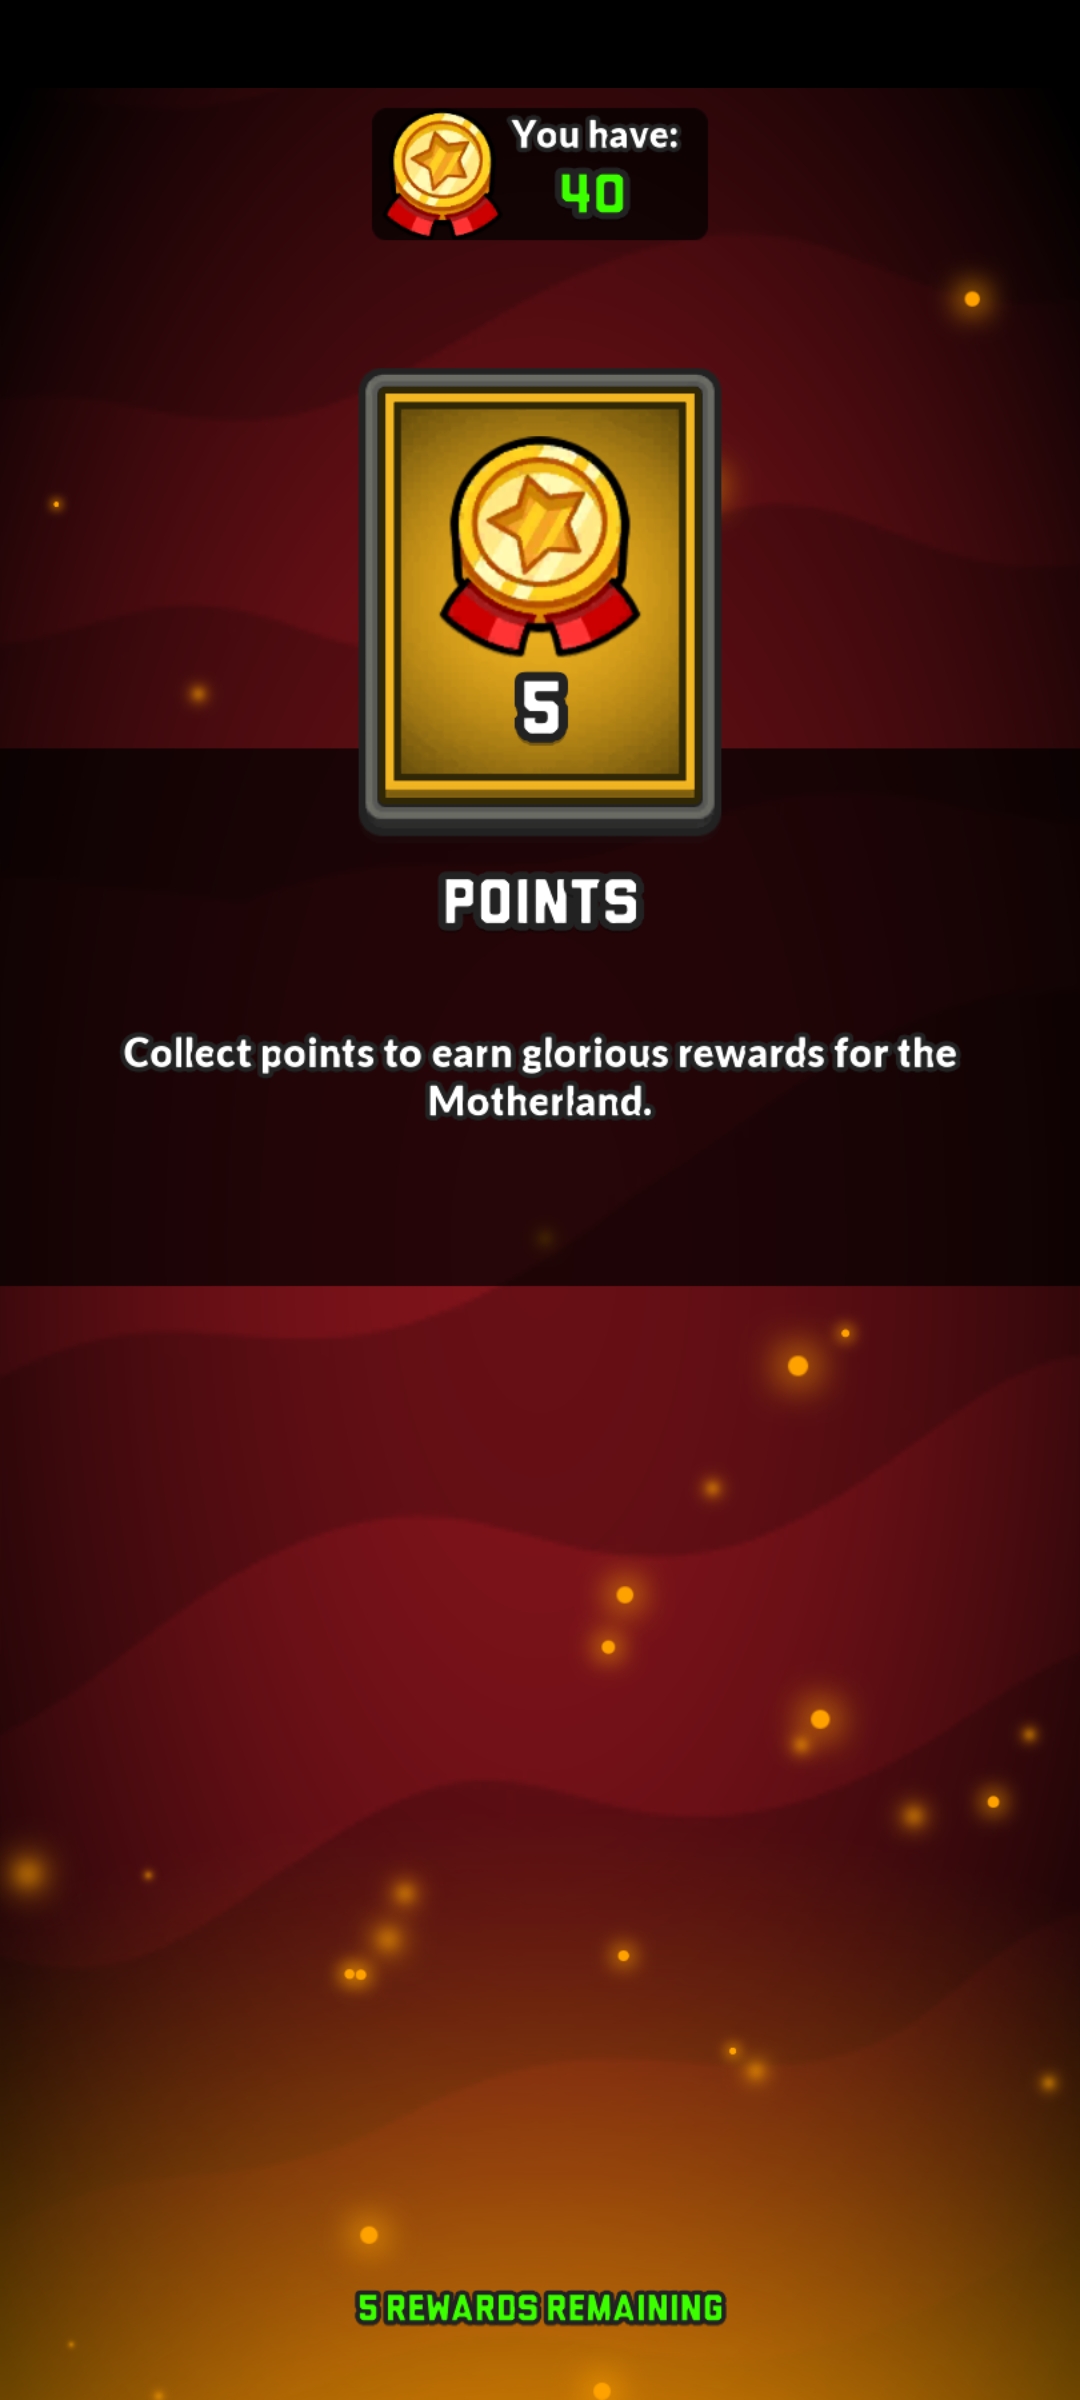 You have:
40
5
POINTS
Collect points to earn glorious rewards for the
Motherland.
5 REWARDS REMAINING